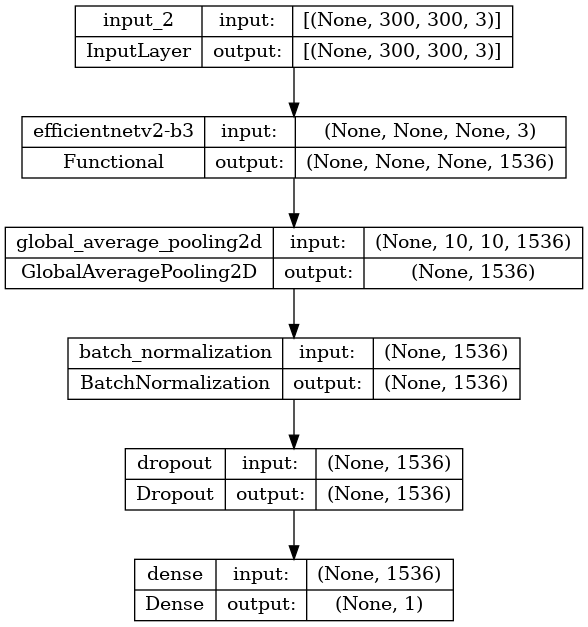 input_2 input: [(None, 300, 300, 3)]
InputLayer output: [(None, 300, 300, 3)]
efficientnetv2-b3 input: (None, None, None, 3)
Functional output: (None, None, None, 1536)
global_average_pooling2d input: (None, 10, 10, 1536)
GlobalAveragePooling2D output: (None, 1536)
batch_normalization input: (None, 1536)
BatchNormalization output: (None, 1536)
dropout input: (None, 1536)
Dropout output: (None, 1536)
dense input: (None, 1536)
Dense output: (None, 1)